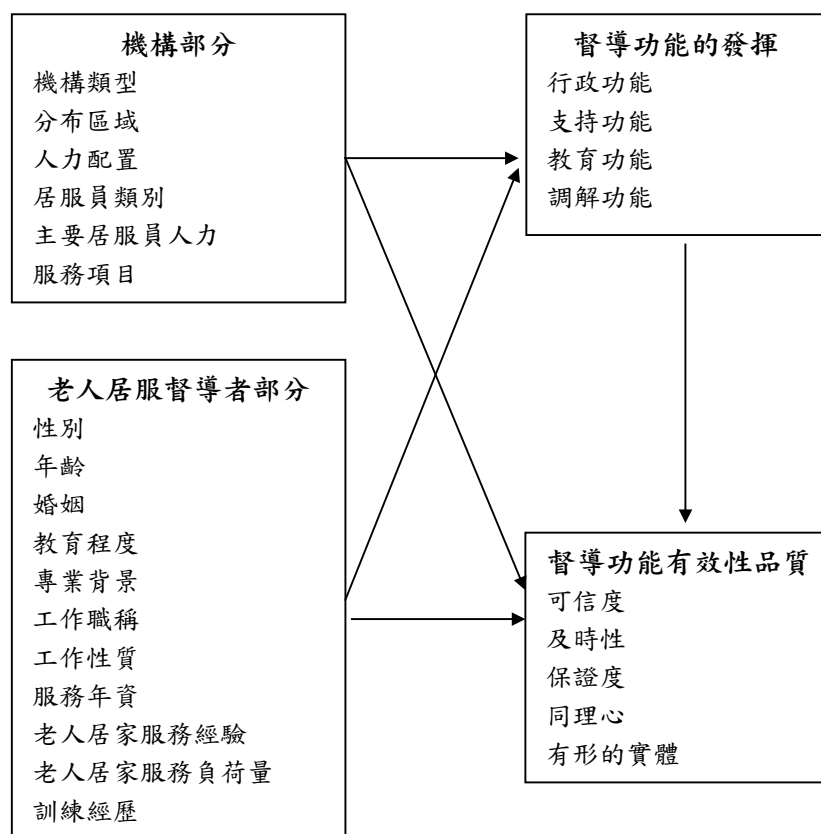 機構部分
機構類型
分布區域
人力配置
居服員類別
主要居服員人力
服務項目
督導功能的發揮
行政功能
支持功能
教育功能
調解功能
老人居服督導者部分
性別
年齡
婚姻
教育程度
專業背景
工作職稱
工作性質
服務年資
老人居家服務經驗
老人居家服務負荷量
訓練經歷
督導功能有效性品質
可信度
及時性
保證度
同理心
有形的實體